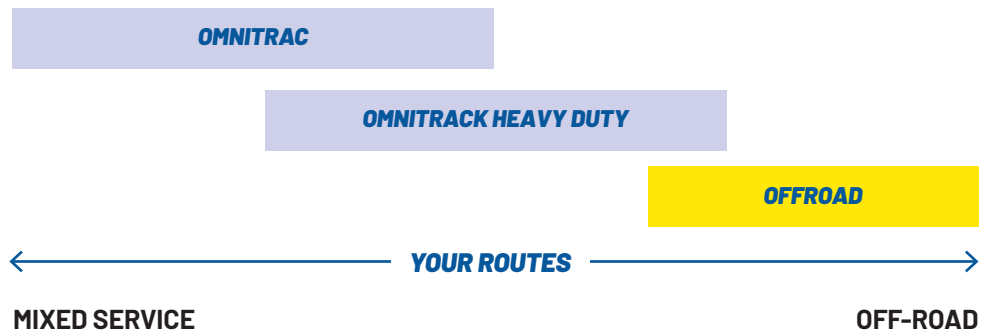 OMNITRAC
OMNITRACK HEAVY DUTY
OFFROAD
YOUR ROUTES
MIXED SERVICE
OFF-ROAD